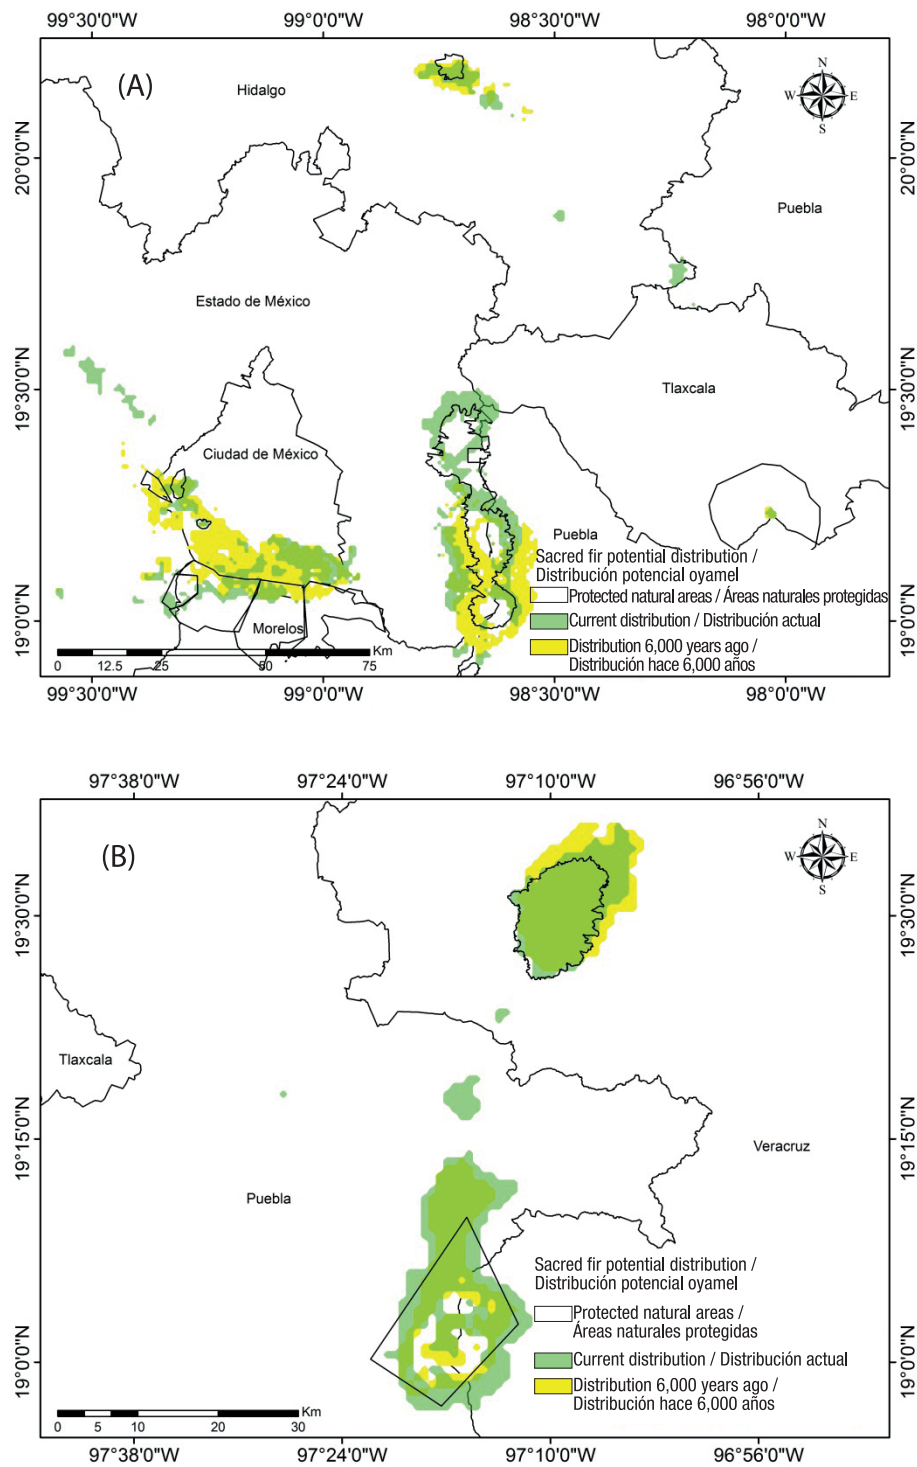 99°30'0"W 99°0'0"W 98°30'0"W 98°0'0"W
(A)
N
W E
S
Hidalgo
20°0'0"N 20°0'0"N
Puebla
Estado de México
Tlaxcala
19°30'0"N 19°30'0"N
Ciudad de México
Puebla
Sacred fir potential distribution /
Distribución potencial oyamel
Protected natural areas / Áreas naturales protegidas
19°0'0"N 19°0'0"N
Current distribution / Distribución actual
Morelos
Distribution 6,000 years ago /
Distribución hace 6,000 años
Km
0 12.5 25 50 75
99°30'0"W 99°0'0"W 98°30'0"W 98°0'0"W
97°38'0"W 97°24'0"W 97°10'0"W 96°56'0"W
(B)
N
W E
S
19°30'0"N 19°30'0"N
Tlaxcala
19°15'0"N 19°15'0"N
Veracruz
Puebla
Sacred fir potential distribution /
Distribución potencial oyamel
Protected natural areas /
Áreas naturales protegidas
19°0'0"N 19°0'0"N
Current distribution / Distribución actual
Distribution 6,000 years ago /
Distribución hace 6,000 años
Km
0 5 10 20 30
97°38'0"W 97°24'0"W 97°10'0"W 96°56'0"W